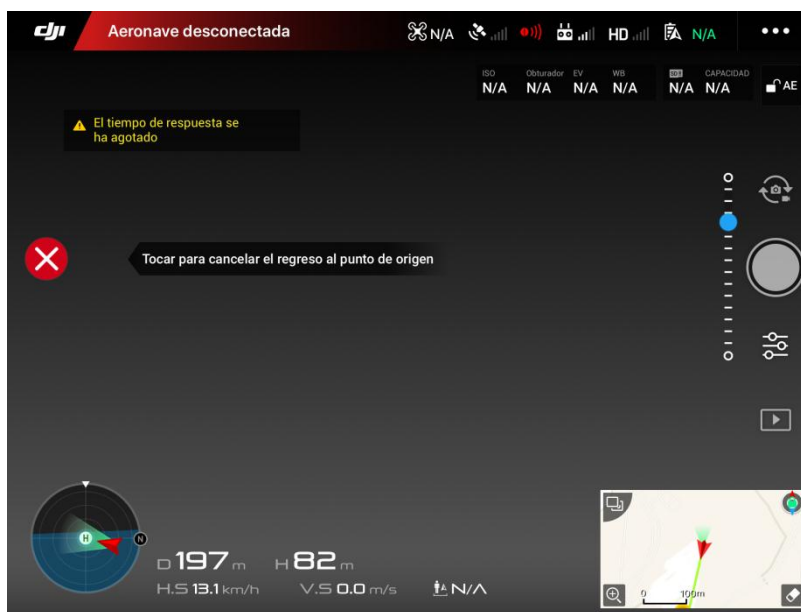 dji Aeronave desconectada N/A HD N/A
ISO Obturador EV WB CAPACIDAD
N/A N/A N/A N/A N/A N/A AE
El tiempo de respuesta se
ha agotado
Tocar para cancelar el regreso al punto de origen
H N
D 197 m H 82 m
H.S 13.1 km/h V.S 0.0 m/s N/A
0 100m